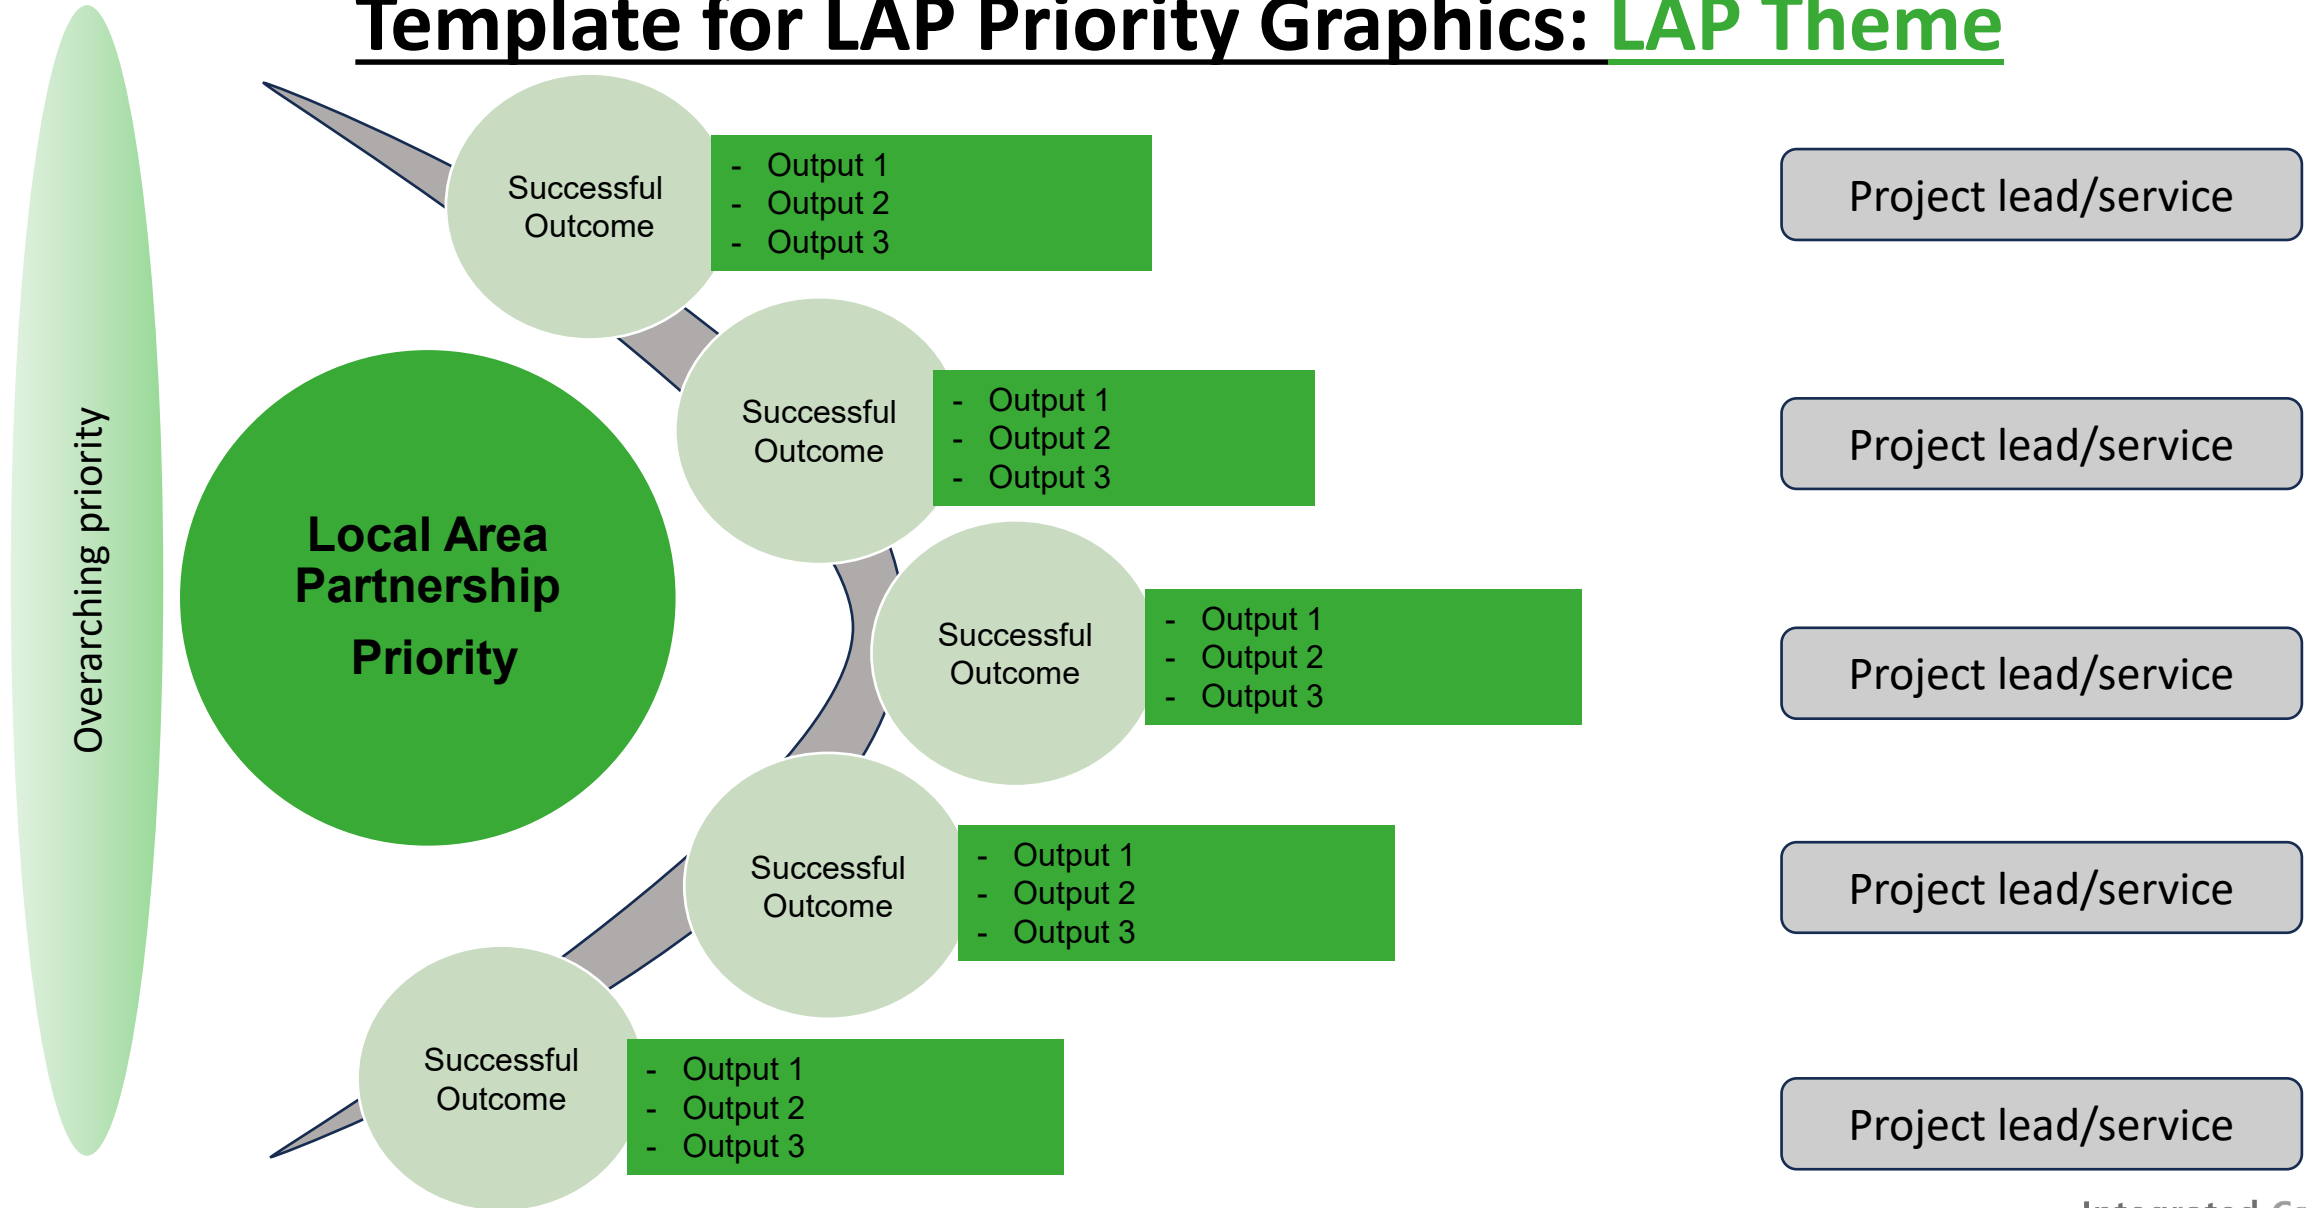 Template for LAP Priority Graphics: LAP Theme
Overarching priority
Local Area
Partnership
Priority
Successful
Outcome
- Output 1
- Output 2
- Output 3
Project lead/service
Successful
Outcome
- Output 1
- Output 2
- Output 3
Project lead/service
Successful
Outcome
- Output 1
- Output 2
- Output 3
Project lead/service
Successful
Outcome
- Output 1
- Output 2
- Output 3
Project lead/service
Successful
Outcome
- Output 1
- Output 2
- Output 3
Project lead/service
Integrated